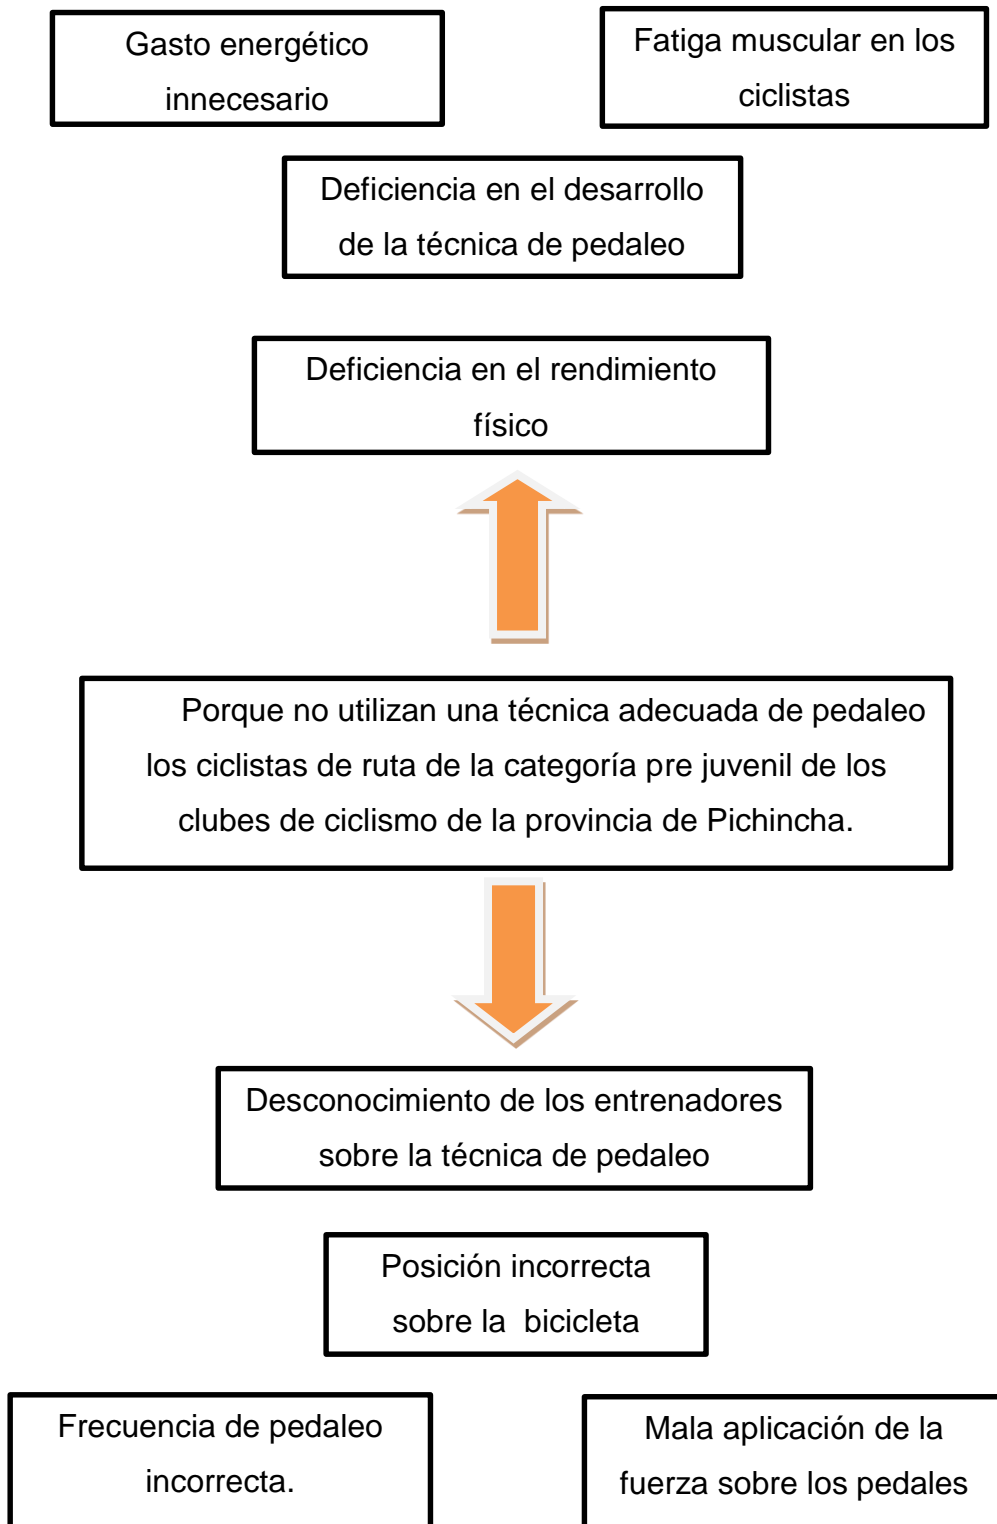 Gasto energético
innecesario
Fatiga muscular en los
ciclistas
Deficiencia en el desarrollo
de la técnica de pedaleo
Deficiencia en el rendimiento
físico
Porque no utilizan una técnica adecuada de pedaleo
los ciclistas de ruta de la categoría pre juvenil de los
clubes de ciclismo de la provincia de Pichincha.
Desconocimiento de los entrenadores
sobre la técnica de pedaleo
Posición incorrecta
sobre la bicicleta
Frecuencia de pedaleo
incorrecta.
Mala aplicación de la
fuerza sobre los pedales